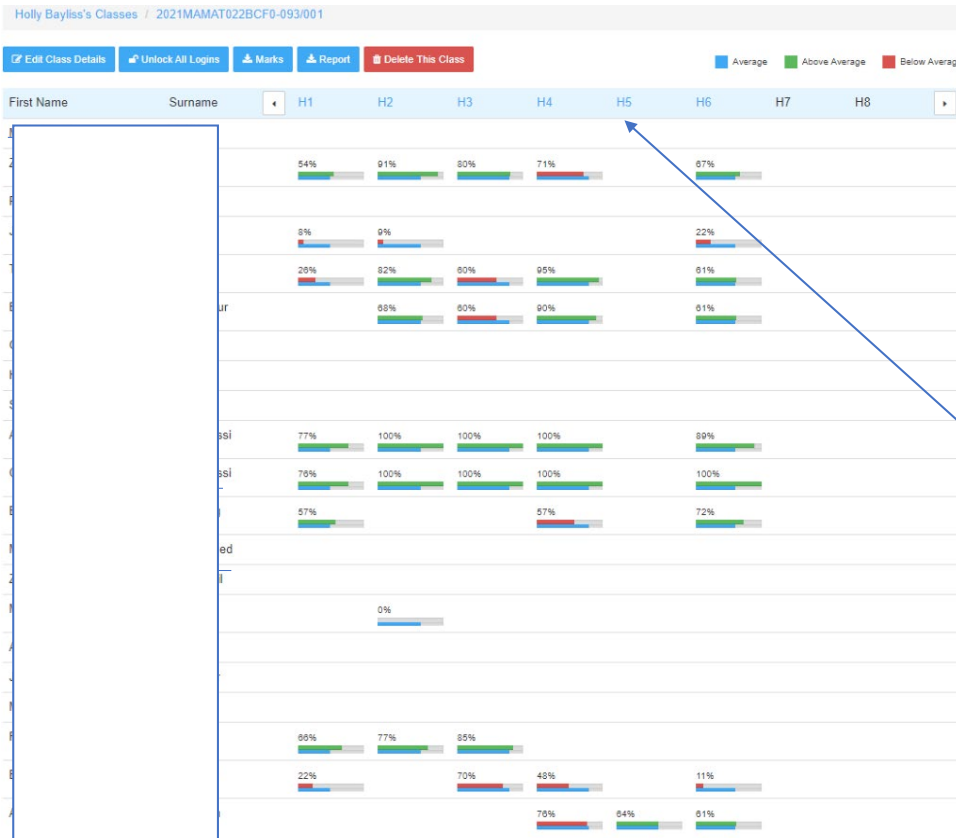 Holly Bayliss's Classes / 2021MAMAT022BCF0-093/001
Edit Class Details Unlock All Logins Marks Report Delete This Class
Average Above Average Below Averag
First Name Surname H1 H2 H3 H4 H5 H6 H7 H8
54% 91% 80% 71% 67%
8% 9% 22%
26% 82% 60% 95% 61%
ur 68% 60% 90% 61%
ssi 77% 100% 100% 100% 89%
ssi 76% 100% 100% 100% 100%
57% 57% 72%
ed
0%
66% 77% 85%
22% 70% 48% 11%
76% 64% 61%